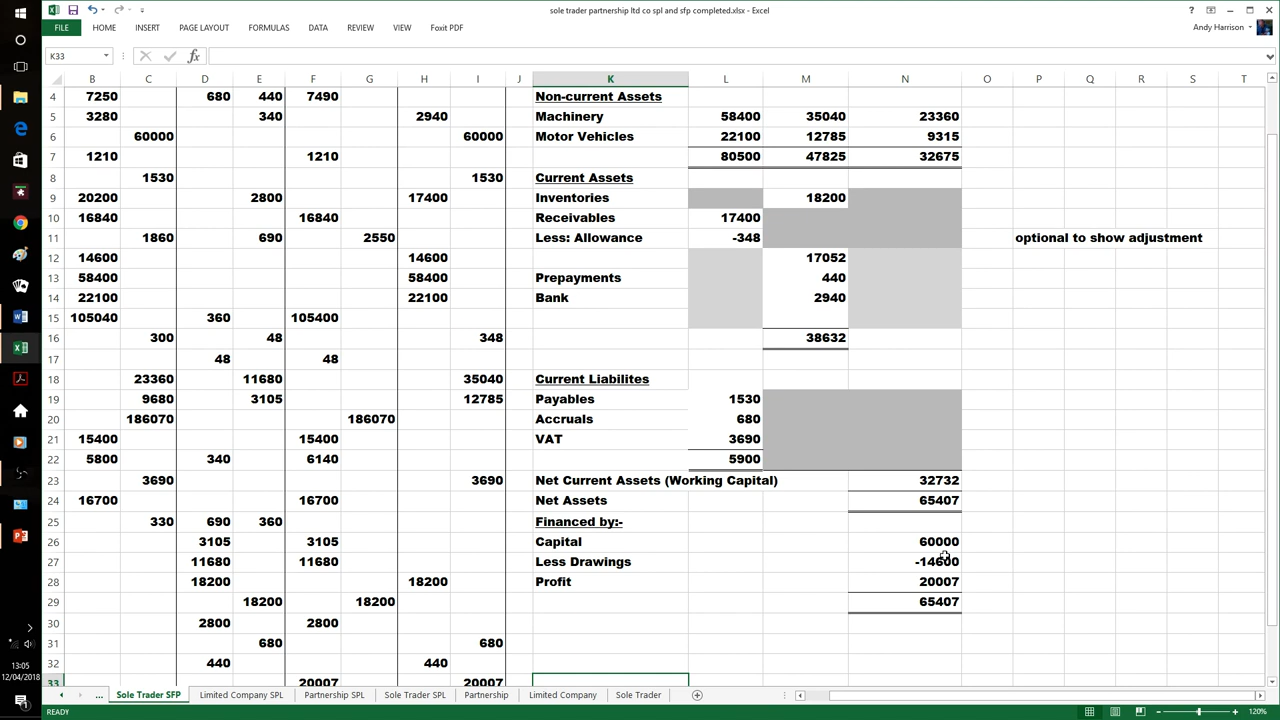 sole trader partnership ltd co spl and sfp completed.xlsx - Excel
FILE HOME INSERT PAGE LAYOUT FORMULAS DATA REVIEW VIEW Foxit PDF Andy Harrison
K33 fx
B C D E F G H I J K L M N O P Q R S T
4 7250 680 440 7490 Non-current Assets
5 3280 340 2940 Machinery 58400 35040 23360
6 60000 60000 Motor Vehicles 22100 12785 9315
7 1210 1210 80500 47825 32675
8 1530 1530 Current Assets
9 20200 2800 17400 Inventories 18200
10 16840 16840 Receivables 17400
11 1860 690 2550 Less: Allowance -348 optional to show adjustment
12 14600 14600 17052
13 58400 58400 Prepayments 440
14 22100 22100 Bank 2940
15 105040 360 105400
16 300 48 348 38632
17 48 48
18 23360 11680 35040 Current Liabilites
19 9680 3105 12785 Payables 1530
20 186070 186070 Accruals 680
21 15400 15400 VAT 3690
22 5800 340 6140 5900
23 3690 3690 Net Current Assets (Working Capital) 32732
24 16700 16700 Net Assets 65407
25 330 690 360 Financed by:-
26 3105 3105 Capital 60000
27 11680 11680 Less Drawings -14600
28 18200 18200 Profit 20007
29 18200 18200 65407
30 2800 2800
31 680 680
32 440 440
33 20007 20007
... Sole Trader SFP Limited Company SPL Partnership SPL Sole Trader SPL Partnership Limited Company Sole Trader
READY 120%
13:05
12/04/2018